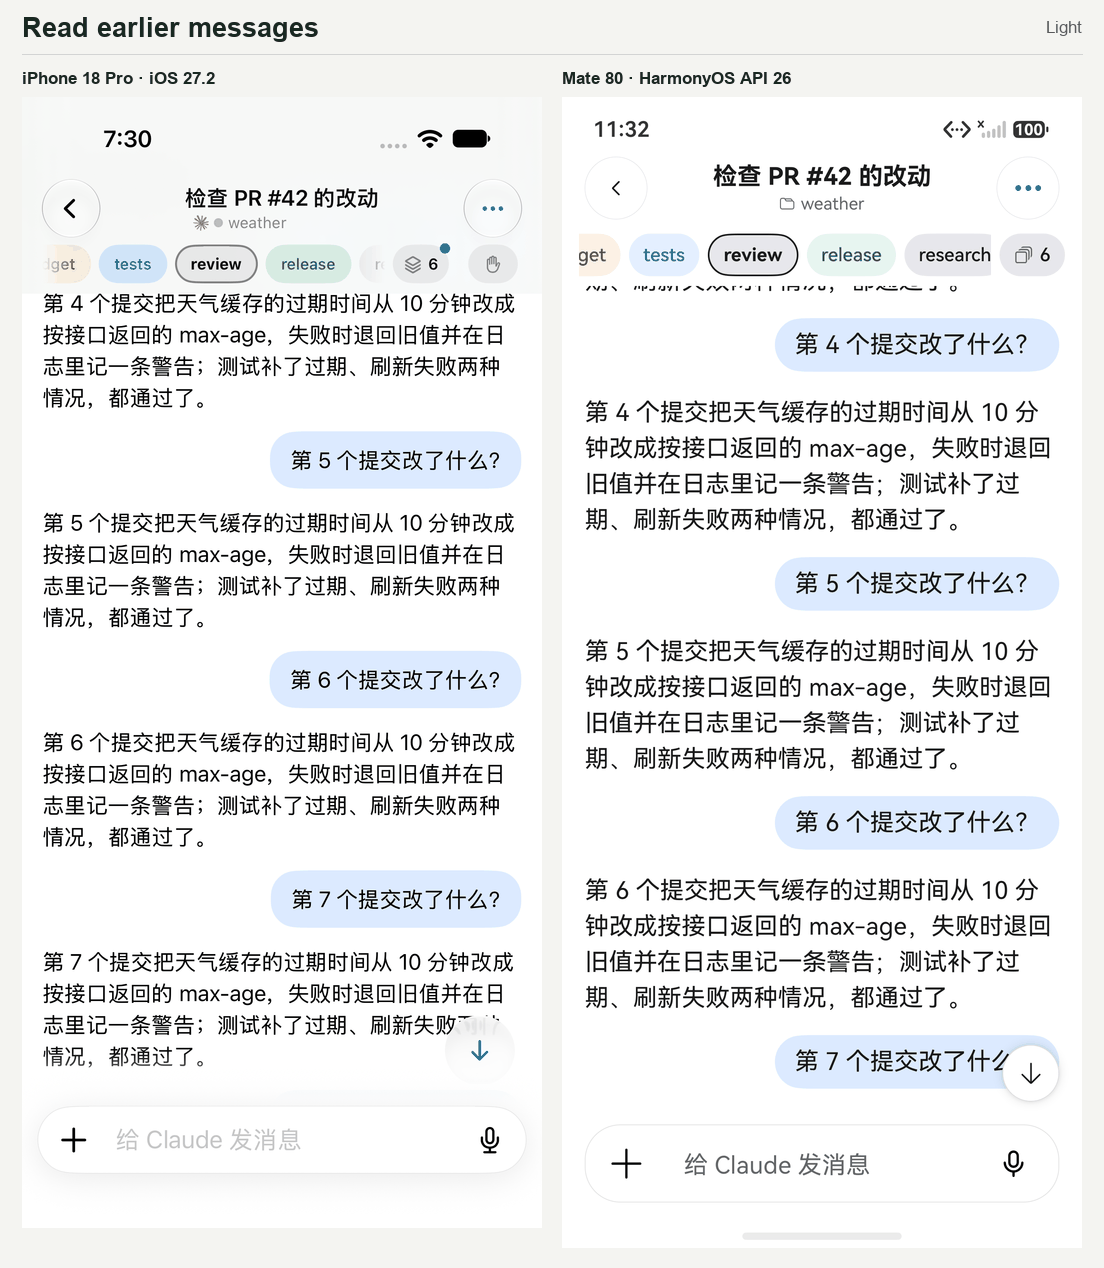 Read earlier messages
Light
iPhone 18 Pro · iOS 27.2
7:30
检查 PR #42 的改动
weather
dget
tests
review
release
6
第 4 个提交把天气缓存的过期时间从 10 分钟改成
按接口返回的 max-age，失败时退回旧值并在日
志里记一条警告；测试补了过期、刷新失败两种
情况，都通过了。
第 5 个提交改了什么？
第 5 个提交把天气缓存的过期时间从 10 分钟改成
按接口返回的 max-age，失败时退回旧值并在日
志里记一条警告；测试补了过期、刷新失败两种
情况，都通过了。
第 6 个提交改了什么？
第 6 个提交把天气缓存的过期时间从 10 分钟改成
按接口返回的 max-age，失败时退回旧值并在日
志里记一条警告；测试补了过期、刷新失败两种
情况，都通过了。
第 7 个提交改了什么？
第 7 个提交把天气缓存的过期时间从 10 分钟改成
按接口返回的 max-age，失败时退回旧值并在日
志里记一条警告；测试补了过期、刷新失败
情况，都通过了。
给 Claude 发消息
Mate 80 · HarmonyOS API 26
11:32
100
检查 PR #42 的改动
weather
get
tests
review
release
research
6
期、刷新失败两种情况，都通过了。
第 4 个提交改了什么？
第 4 个提交把天气缓存的过期时间从 10 分
钟改成按接口返回的 max-age，失败时退回
旧值并在日志里记一条警告；测试补了过
期、刷新失败两种情况，都通过了。
第 5 个提交改了什么？
第 5 个提交把天气缓存的过期时间从 10 分
钟改成按接口返回的 max-age，失败时退回
旧值并在日志里记一条警告；测试补了过
期、刷新失败两种情况，都通过了。
第 6 个提交改了什么？
第 6 个提交把天气缓存的过期时间从 10 分
钟改成按接口返回的 max-age，失败时退回
旧值并在日志里记一条警告；测试补了过
期、刷新失败两种情况，都通过了。
第 7 个提交改了什么
给 Claude 发消息